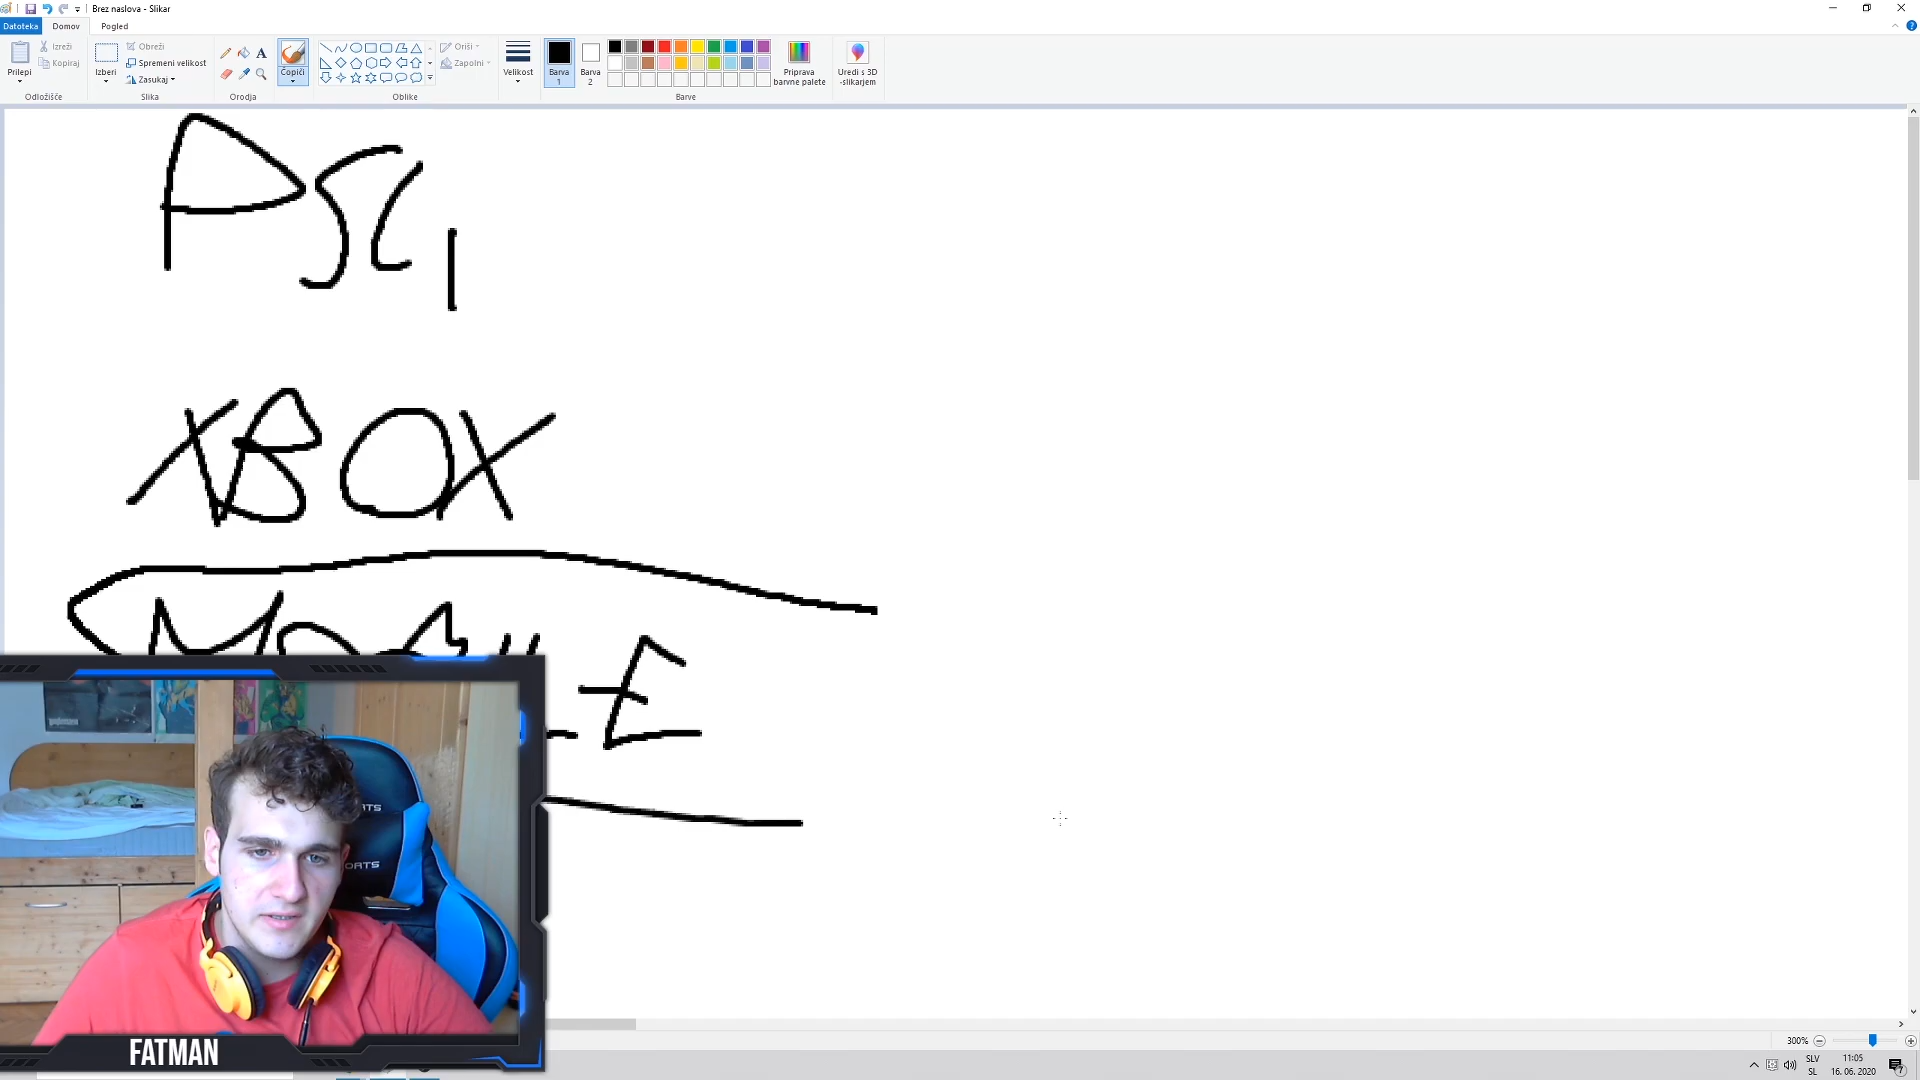 Brez naslova - Slikar
Datoteka Domov Pogled
Prilepi
Izreži
Kopiraj
Odložišče
Izberi
Obreži
Spremeni velikost
Zasukaj
Slika
A
Orodja
Čopiči
Oriši
Zapolni
Oblike
Velikost
Barva 1
Barva 2
Priprava barvne palete
Barve
Uredi s 3D -slikarjem
XBOX
FATMAN
300%
SLV
SL
11:05
16. 06. 2020